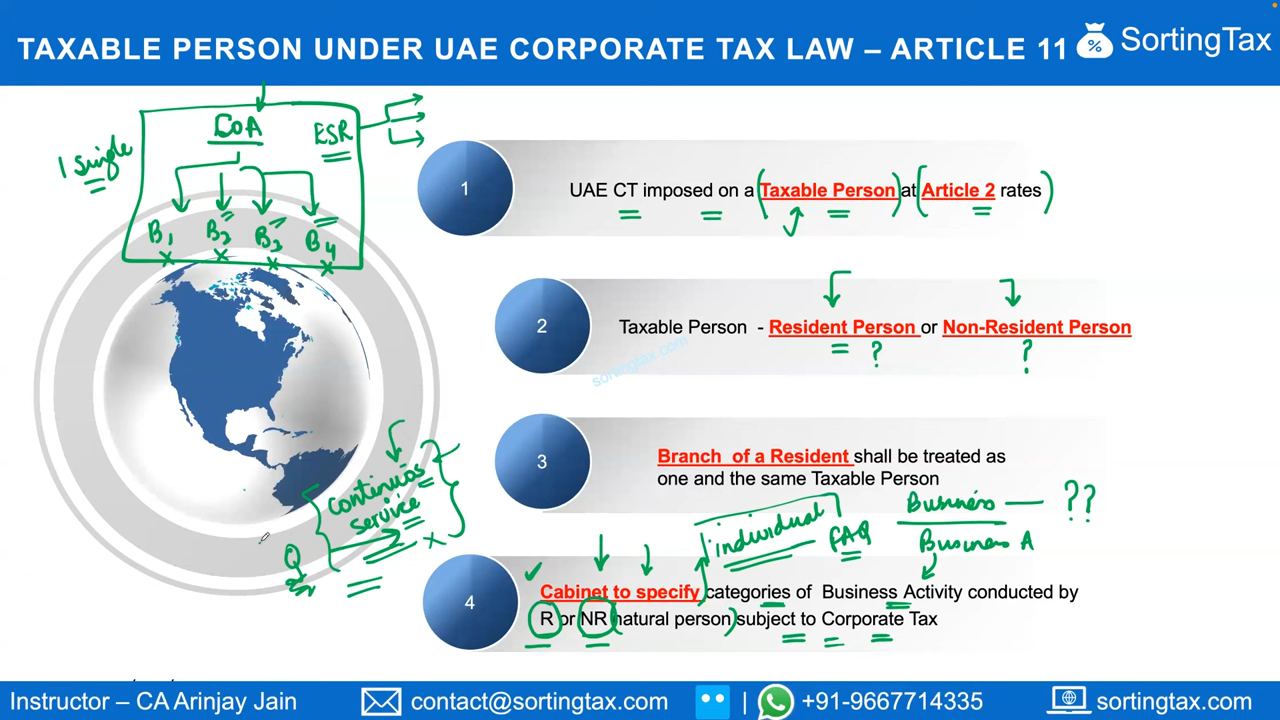 TAXABLE PERSON UNDER UAE CORPORATE TAX LAW – ARTICLE 11
% SortingTax
1 single
CoA
ESR
B1 B2 B3 B4
1
UAE CT imposed on a Taxable Person at Article 2 rates
2
Taxable Person - Resident Person or Non-Resident Person
? ?
sortingtax.com
3
Branch of a Resident shall be treated as
one and the same Taxable Person
continuios
service
Q
individual
FAQ
Business — ??
Business A
4
Cabinet to specify categories of Business Activity conducted by
R or NR (natural person) subject to Corporate Tax
Instructor – CA Arinjay Jain
contact@sortingtax.com
+91-9667714335
sortingtax.com